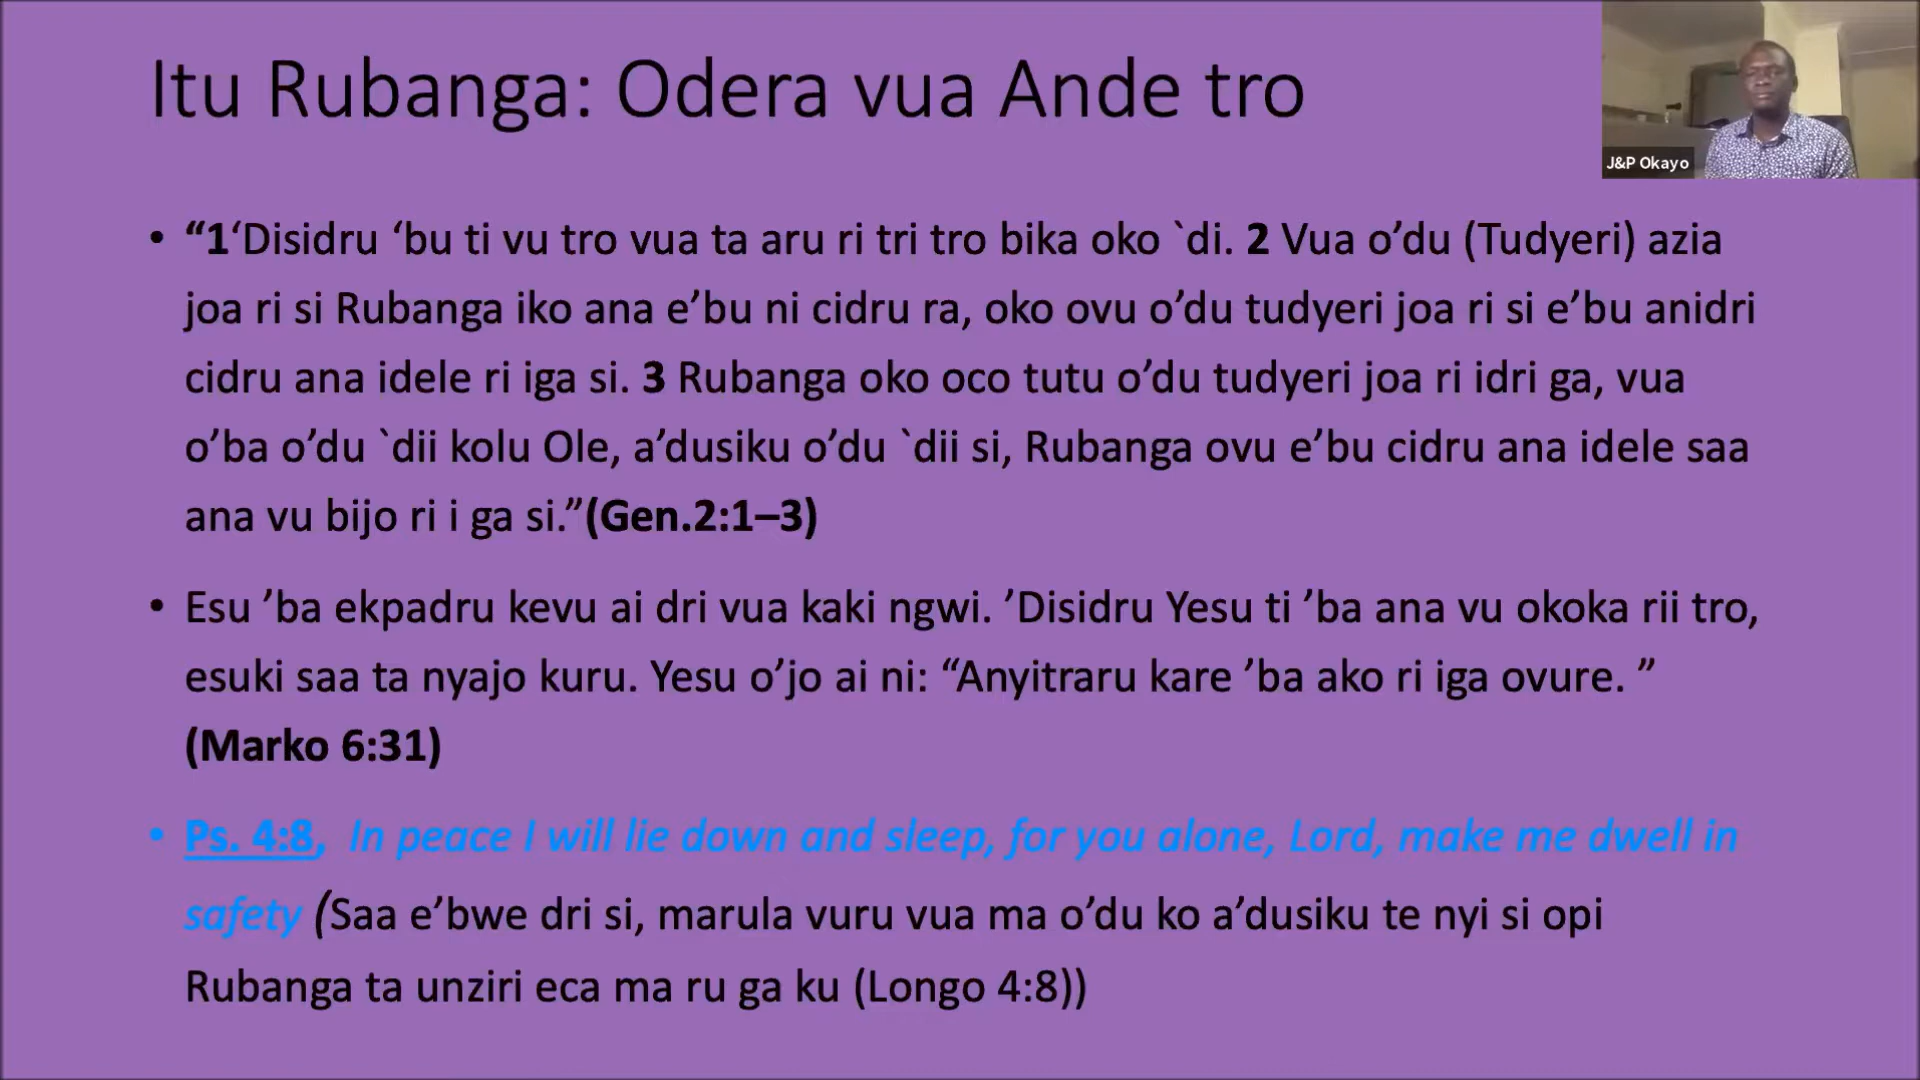 Itu Rubanga: Odera vua Ande tro
J&P Okayo
• “1‘Disidru ‘bu ti vu tro vua ta aru ri tri tro bika oko `di. 2 Vua o’du (Tudyeri) azia
joa ri si Rubanga iko ana e’bu ni cidru ra, oko ovu o’du tudyeri joa ri si e’bu anidri
cidru ana idele ri iga si. 3 Rubanga oko oco tutu o’du tudyeri joa ri idri ga, vua
o’ba o’du `dii kolu Ole, a’dusiku o’du `dii si, Rubanga ovu e’bu cidru ana idele saa
ana vu bijo ri i ga si.”(Gen.2:1–3)
• Esu ’ba ekpadru kevu ai dri vua kaki ngwi. ’Disidru Yesu ti ’ba ana vu okoka rii tro,
esuki saa ta nyajo kuru. Yesu o’jo ai ni: “Anyitraru kare ’ba ako ri iga ovure. ”
(Marko 6:31)
• Ps. 4:8, In peace I will lie down and sleep, for you alone, Lord, make me dwell in
safety (Saa e’bwe dri si, marula vuru vua ma o’du ko a’dusiku te nyi si opi
Rubanga ta unziri eca ma ru ga ku (Longo 4:8))